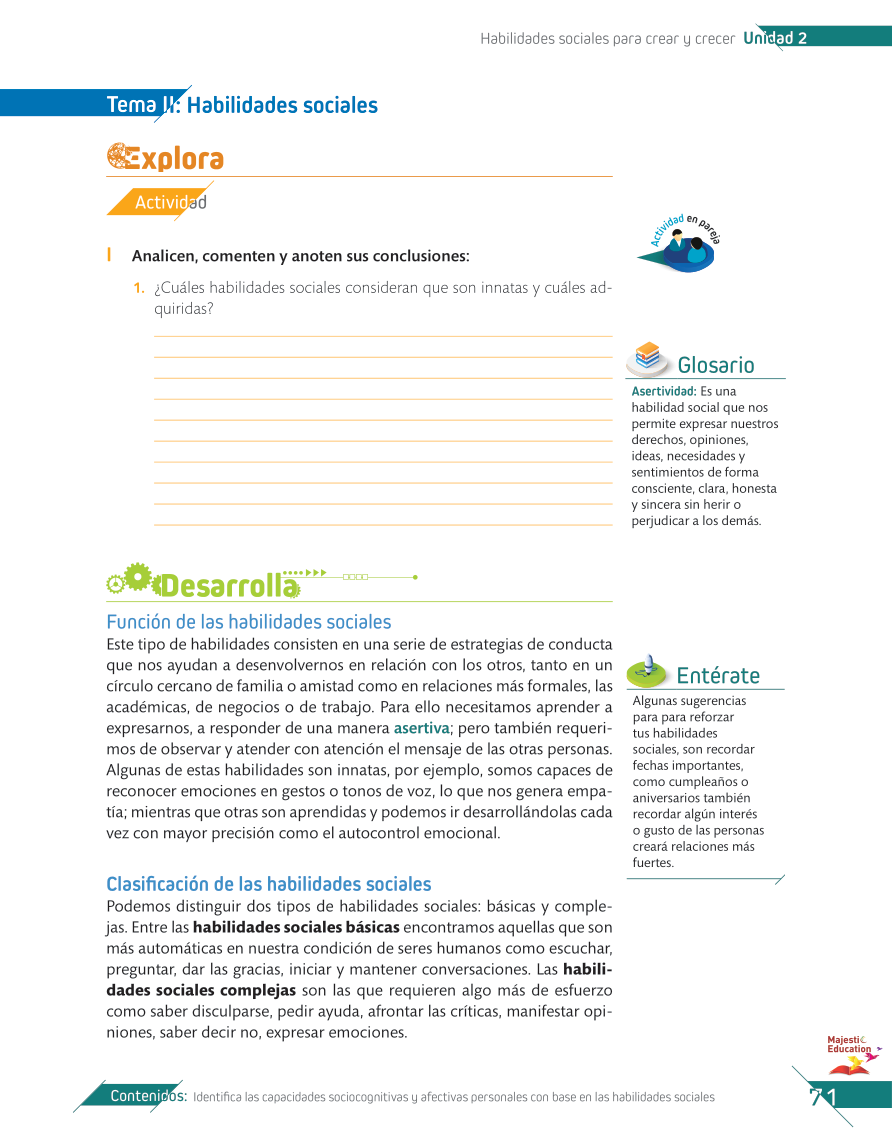 Habilidades sociales para crear y crecer Unidad 2
Tema II: Habilidades sociales
Explora
Actividad
Actividad en pareja
I Analicen, comenten y anoten sus conclusiones:
1. ¿Cuáles habilidades sociales consideran que son innatas y cuáles ad-
quiridas?
Glosario
Asertividad: Es una
habilidad social que nos
permite expresar nuestros
derechos, opiniones,
ideas, necesidades y
sentimientos de forma
consciente, clara, honesta
y sincera sin herir o
perjudicar a los demás.
Desarrolla
Función de las habilidades sociales
Este tipo de habilidades consisten en una serie de estrategias de conducta
que nos ayudan a desenvolvernos en relación con los otros, tanto en un
círculo cercano de familia o amistad como en relaciones más formales, las
académicas, de negocios o de trabajo. Para ello necesitamos aprender a
expresarnos, a responder de una manera asertiva; pero también requeri-
mos de observar y atender con atención el mensaje de las otras personas.
Algunas de estas habilidades son innatas, por ejemplo, somos capaces de
reconocer emociones en gestos o tonos de voz, lo que nos genera empa-
tía; mientras que otras son aprendidas y podemos ir desarrollándolas cada
vez con mayor precisión como el autocontrol emocional.
Entérate
Algunas sugerencias
para para reforzar
tus habilidades
sociales, son recordar
fechas importantes,
como cumpleaños o
aniversarios también
recordar algún interés
o gusto de las personas
creará relaciones más
fuertes.
Clasificación de las habilidades sociales
Podemos distinguir dos tipos de habilidades sociales: básicas y comple-
jas. Entre las habilidades sociales básicas encontramos aquellas que son
más automáticas en nuestra condición de seres humanos como escuchar,
preguntar, dar las gracias, iniciar y mantener conversaciones. Las habili-
dades sociales complejas son las que requieren algo más de esfuerzo
como saber disculparse, pedir ayuda, afrontar las críticas, manifestar opi-
niones, saber decir no, expresar emociones.
Majestic
Education
Contenidos: Identifica las capacidades sociocognitivas y afectivas personales con base en las habilidades sociales
71